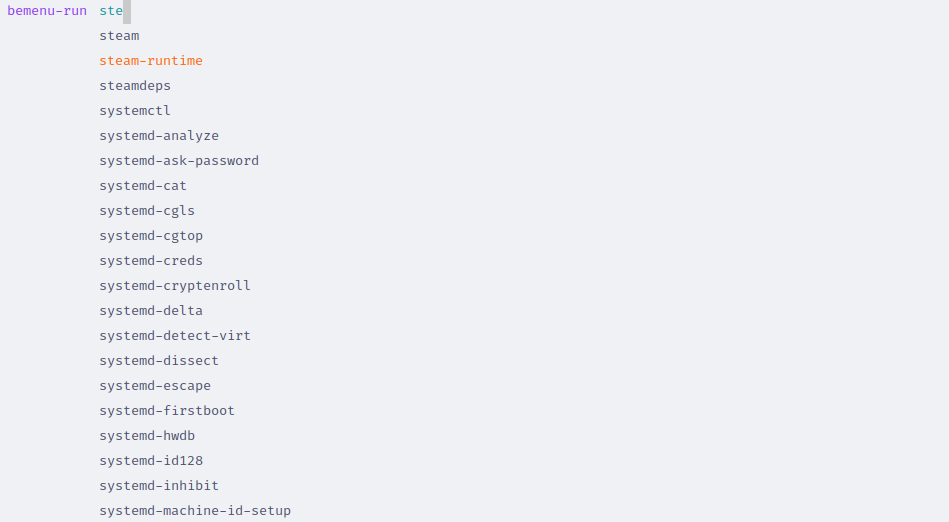 bemenu-run ste
steam
steam-runtime
steamdeps
systemctl
systemd-analyze
systemd-ask-password
systemd-cat
systemd-cgls
systemd-cgtop
systemd-creds
systemd-cryptenroll
systemd-delta
systemd-detect-virt
systemd-dissect
systemd-escape
systemd-firstboot
systemd-hwdb
systemd-id128
systemd-inhibit
systemd-machine-id-setup